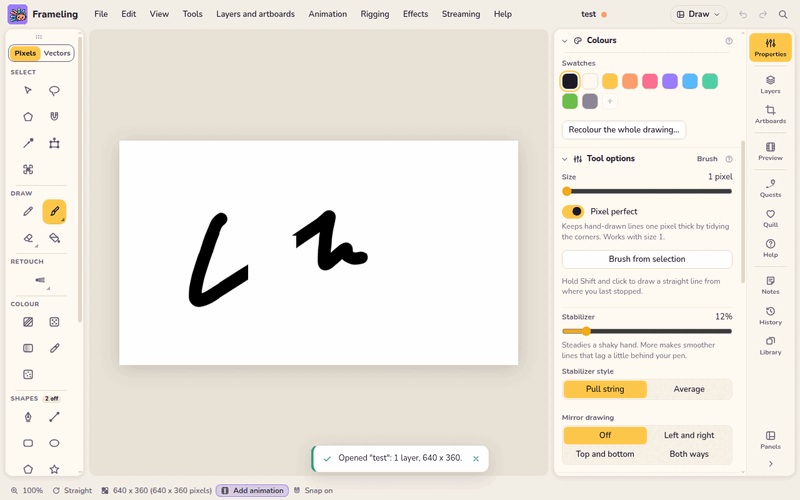 Frameling File Edit View Tools Layers and artboards Animation Rigging Effects Streaming Help test Draw
Pixels Vectors
SELECT
DRAW
RETOUCH
COLOUR
SHAPES 2 off
Opened "test": 1 layer, 640 x 360.
Colours
Swatches
+
Recolour the whole drawing...
Tool options Brush
Size 1 pixel
Pixel perfect
Keeps hand-drawn lines one pixel thick by tidying
the corners. Works with size 1.
Brush from selection
Hold Shift and click to draw a straight line from
where you last stopped.
Stabilizer 12%
Steadies a shaky hand. More makes smoother
lines that lag a little behind your pen.
Stabilizer style
Pull string Average
Mirror drawing
Off Left and right
Top and bottom Both ways
Properties
Layers
Artboards
Preview
Quests
Quill
Help
Notes
History
Library
Panels
100% Straight 640 x 360 (640 x 360 pixels) Add animation Snap on